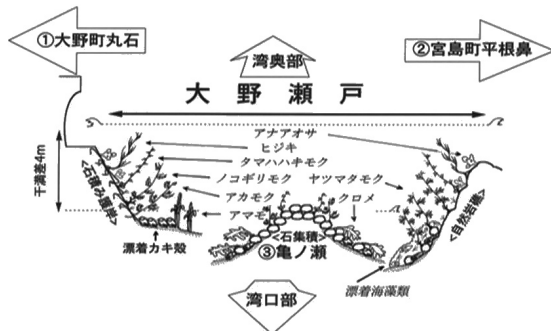 ①大野町丸石
②宮島町平根鼻
湾奥部
大野瀬戸
アナアオサ
ヒジキ
タマハハキモク
ノコギリモク ヤツマタモク
アカモク クロメ
アマモ
干満差4m
<石積み護岸>
<自然岩礁>
漂着カキ殻
<石集積>
③亀ノ瀬
漂着海藻類
湾口部